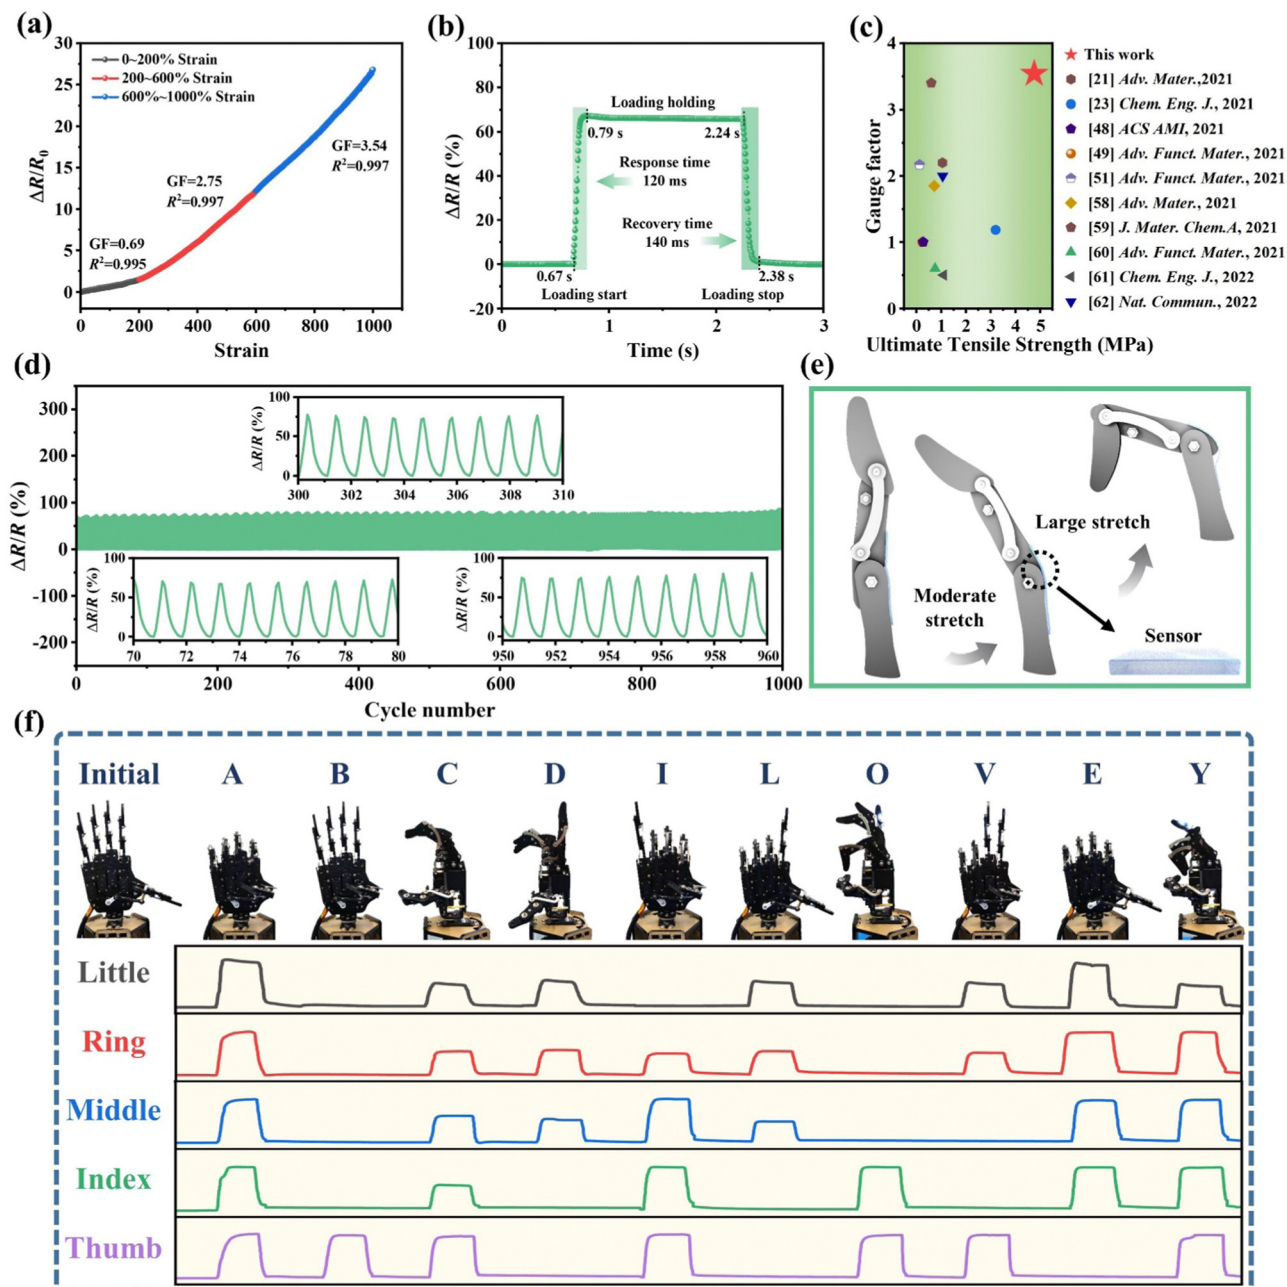 (a)
30
25
20
15
10
5
0
ΔR/R0
0~200% Strain
200~600% Strain
600%~1000% Strain
GF=3.54
R²=0.997
GF=2.75
R²=0.997
GF=0.69
R²=0.995
0 200 400 600 800 1000
Strain
(b)
100
80
60
40
20
0
-20
ΔR/R (%)
Loading holding
0.79 s 2.24 s
Response time
120 ms
Recovery time
140 ms
0.67 s 2.38 s
Loading start Loading stop
0 1 2 3
Time (s)
(c)
4
3
2
1
0
Gauge factor
0 1 2 3 4 5
Ultimate Tensile Strength (MPa)
This work
[21] Adv. Mater.,2021
[23] Chem. Eng. J., 2021
[48] ACS AMI, 2021
[49] Adv. Funct. Mater., 2021
[51] Adv. Funct. Mater., 2021
[58] Adv. Mater., 2021
[59] J. Mater. Chem.A, 2021
[60] Adv. Funct. Mater., 2021
[61] Chem. Eng. J., 2022
[62] Nat. Commun., 2022
(d)
300
200
100
0
-100
-200
ΔR/R (%)
100
50
0
ΔR/R (%)
300 302 304 306 308 310
100
50
0
ΔR/R (%)
70 72 74 76 78 80
100
50
0
ΔR/R (%)
950 952 954 956 958 960
0 200 400 600 800 1000
Cycle number
(e)
Large stretch
Moderate
stretch
Sensor
(f)
Initial A B C D I L O V E Y
Little
Ring
Middle
Index
Thumb